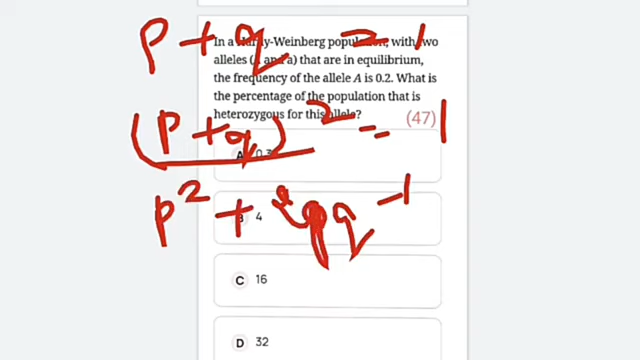 p + q = 1
In a Hardy-Weinberg population, with two
alleles (A and a) that are in equilibrium,
the frequency of the allele A is 0.2. What is
the percentage of the population that is
heterozygous for this allele?
(47)
(p + q)² = 1
A 0.3
p² + 2pq -1
B 4
C 16
D 32